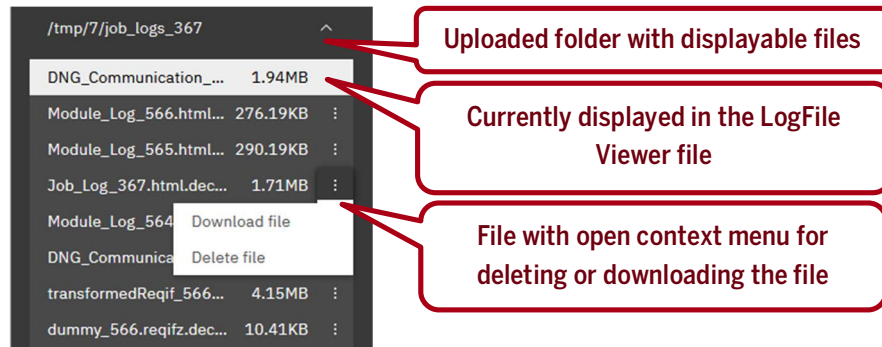 /tmp/7/job_logs_367
DNG_Communication_... 1.94MB
Module_Log_566.html... 276.19KB
Module_Log_565.html... 290.19KB
Job_Log_367.html.dec... 1.71MB
Module_Log_564
Download file
DNG_Communica
Delete file
transformedReqif_566... 4.15MB
dummy_566.reqifz.dec... 10.41KB
Uploaded folder with displayable files
Currently displayed in the LogFile
Viewer file
File with open context menu for
deleting or downloading the file